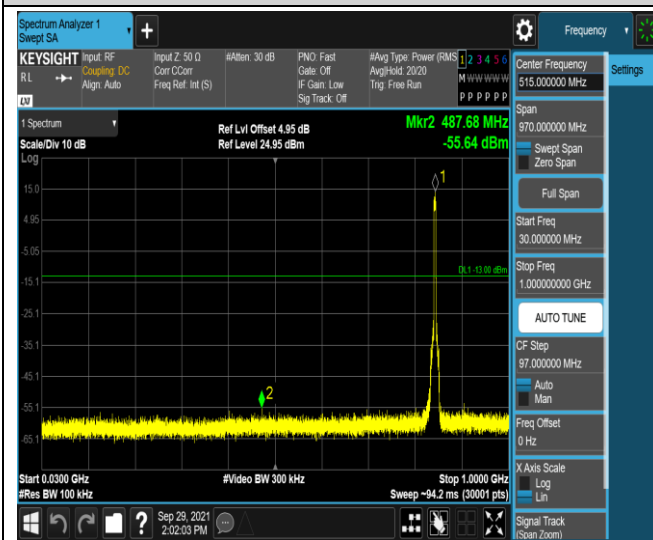 Spectrum Analyzer 1
Swept SA
+
Frequency
KEYSIGHT
RL
LXI
Input: RF
Coupling: DC
Align: Auto
Input Z: 50 Ω
Corr CCorr
Freq Ref: Int (S)
#Atten: 30 dB
PNO: Fast
Gate: Off
IF Gain: Low
Sig Track: Off
#Avg Type: Power (RMS
Avg|Hold: 20/20
Trig: Free Run
1 2 3 4 5 6
M W W W W W
P P P P P P
1 Spectrum
Scale/Div 10 dB
Log
Ref Lvl Offset 4.95 dB
Ref Level 24.95 dBm
Mkr2 487.68 MHz
-55.64 dBm
15.0
4.95
-5.05
-15.1
-25.1
-35.1
-45.1
-55.1
-65.1
1
DL1 -13.00 dBm
2
Start 0.0300 GHz
#Res BW 100 kHz
#Video BW 300 kHz
Stop 1.0000 GHz
Sweep ~94.2 ms (30001 pts)
?
Sep 29, 2021
2:02:03 PM
Center Frequency
515.000000 MHz
Span
970.000000 MHz
Swept Span
Zero Span
Full Span
Start Freq
30.000000 MHz
Stop Freq
1.000000000 GHz
AUTO TUNE
CF Step
97.000000 MHz
Auto
Man
Freq Offset
0 Hz
X Axis Scale
Log
Lin
Signal Track
(Span Zoom)
Settings